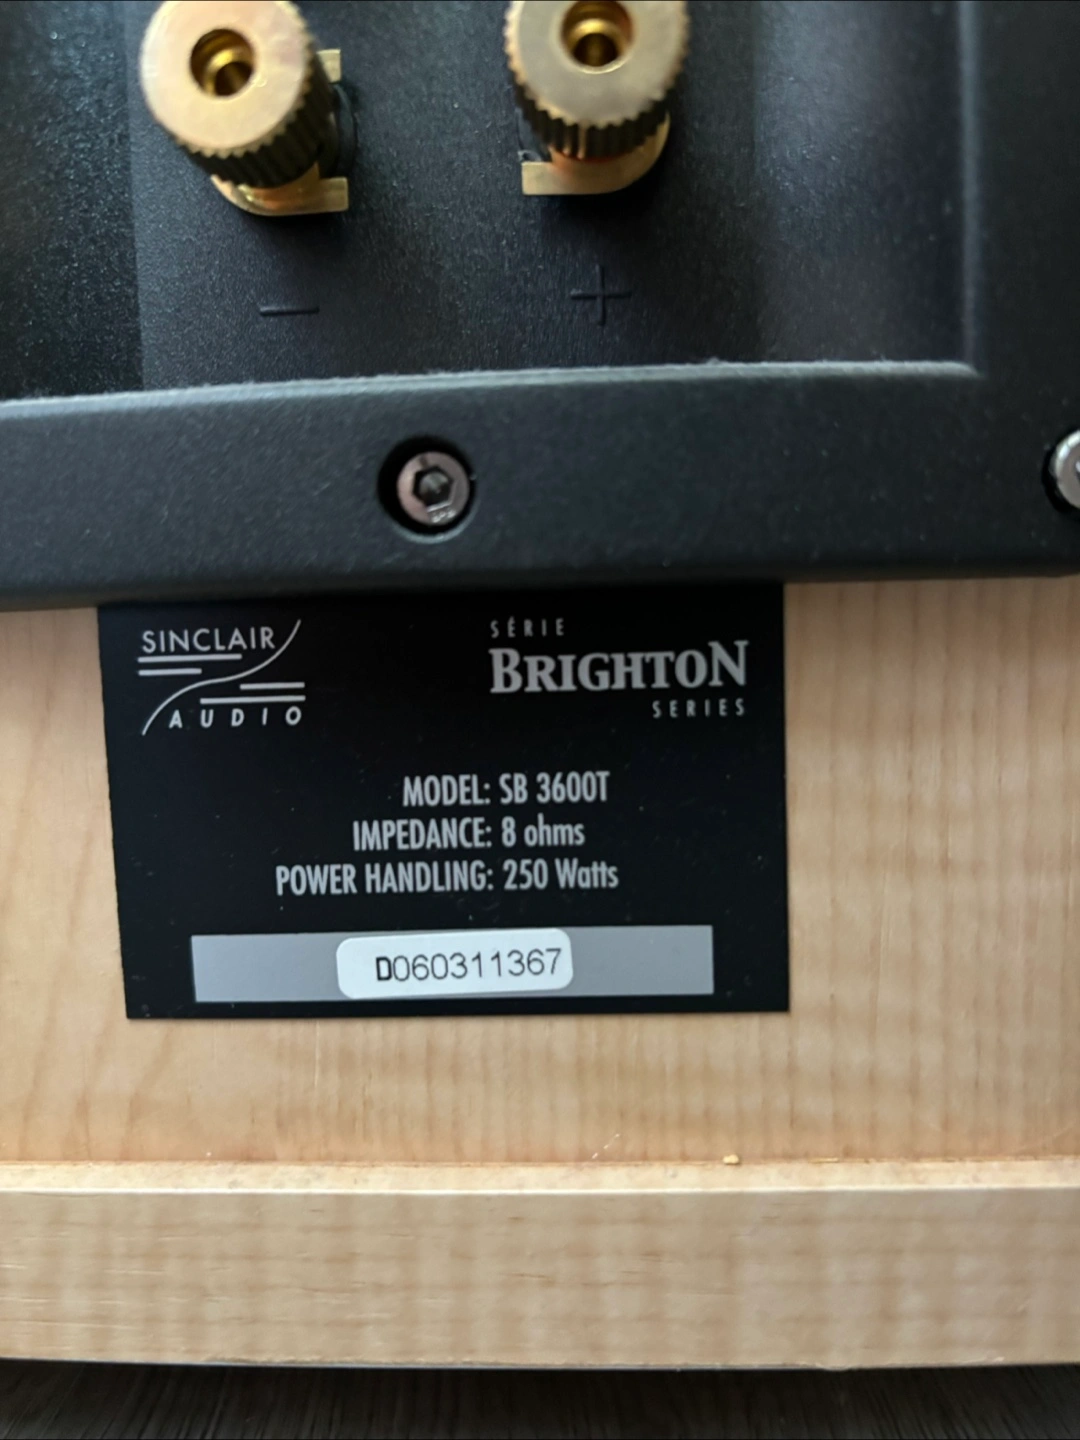 − +
SINCLAIR
AUDIO
SÉRIE
BRIGHTON
SERIES
MODEL: SB 3600T
IMPEDANCE: 8 ohms
POWER HANDLING: 250 Watts
D060311367